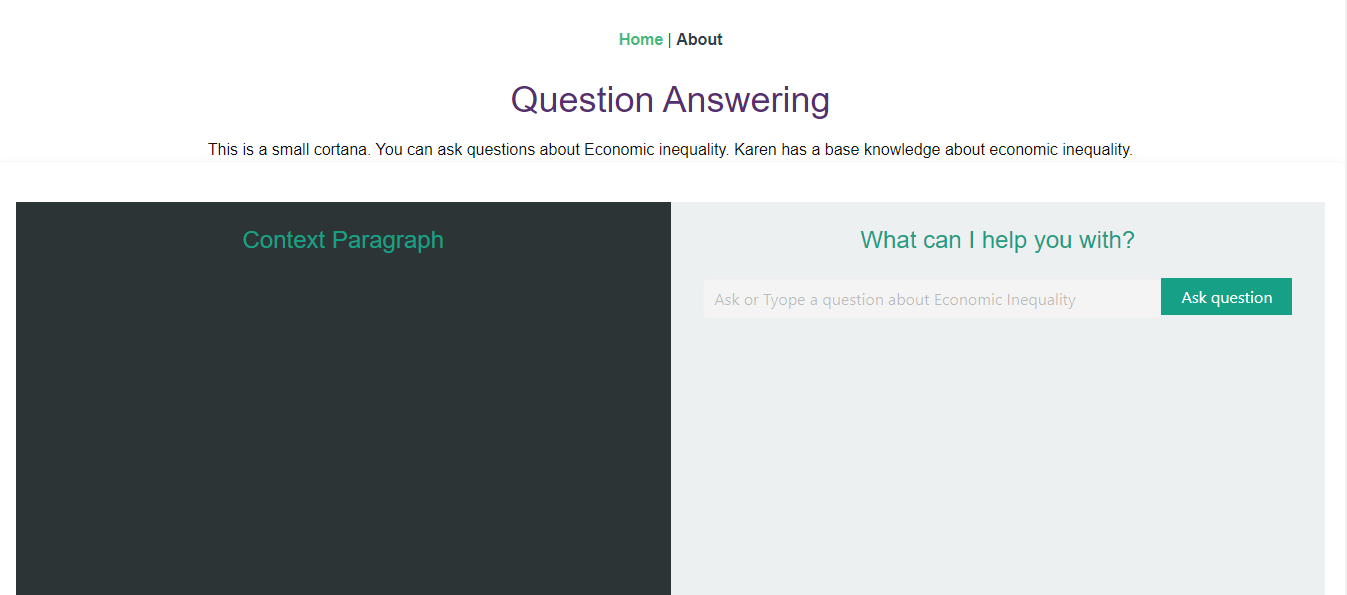 Home | About
Question Answering
This is a small cortana. You can ask questions about Economic inequality. Karen has a base knowledge about economic inequality.
Context Paragraph
What can I help you with?
Ask or Tyope a question about Economic Inequality
Ask question